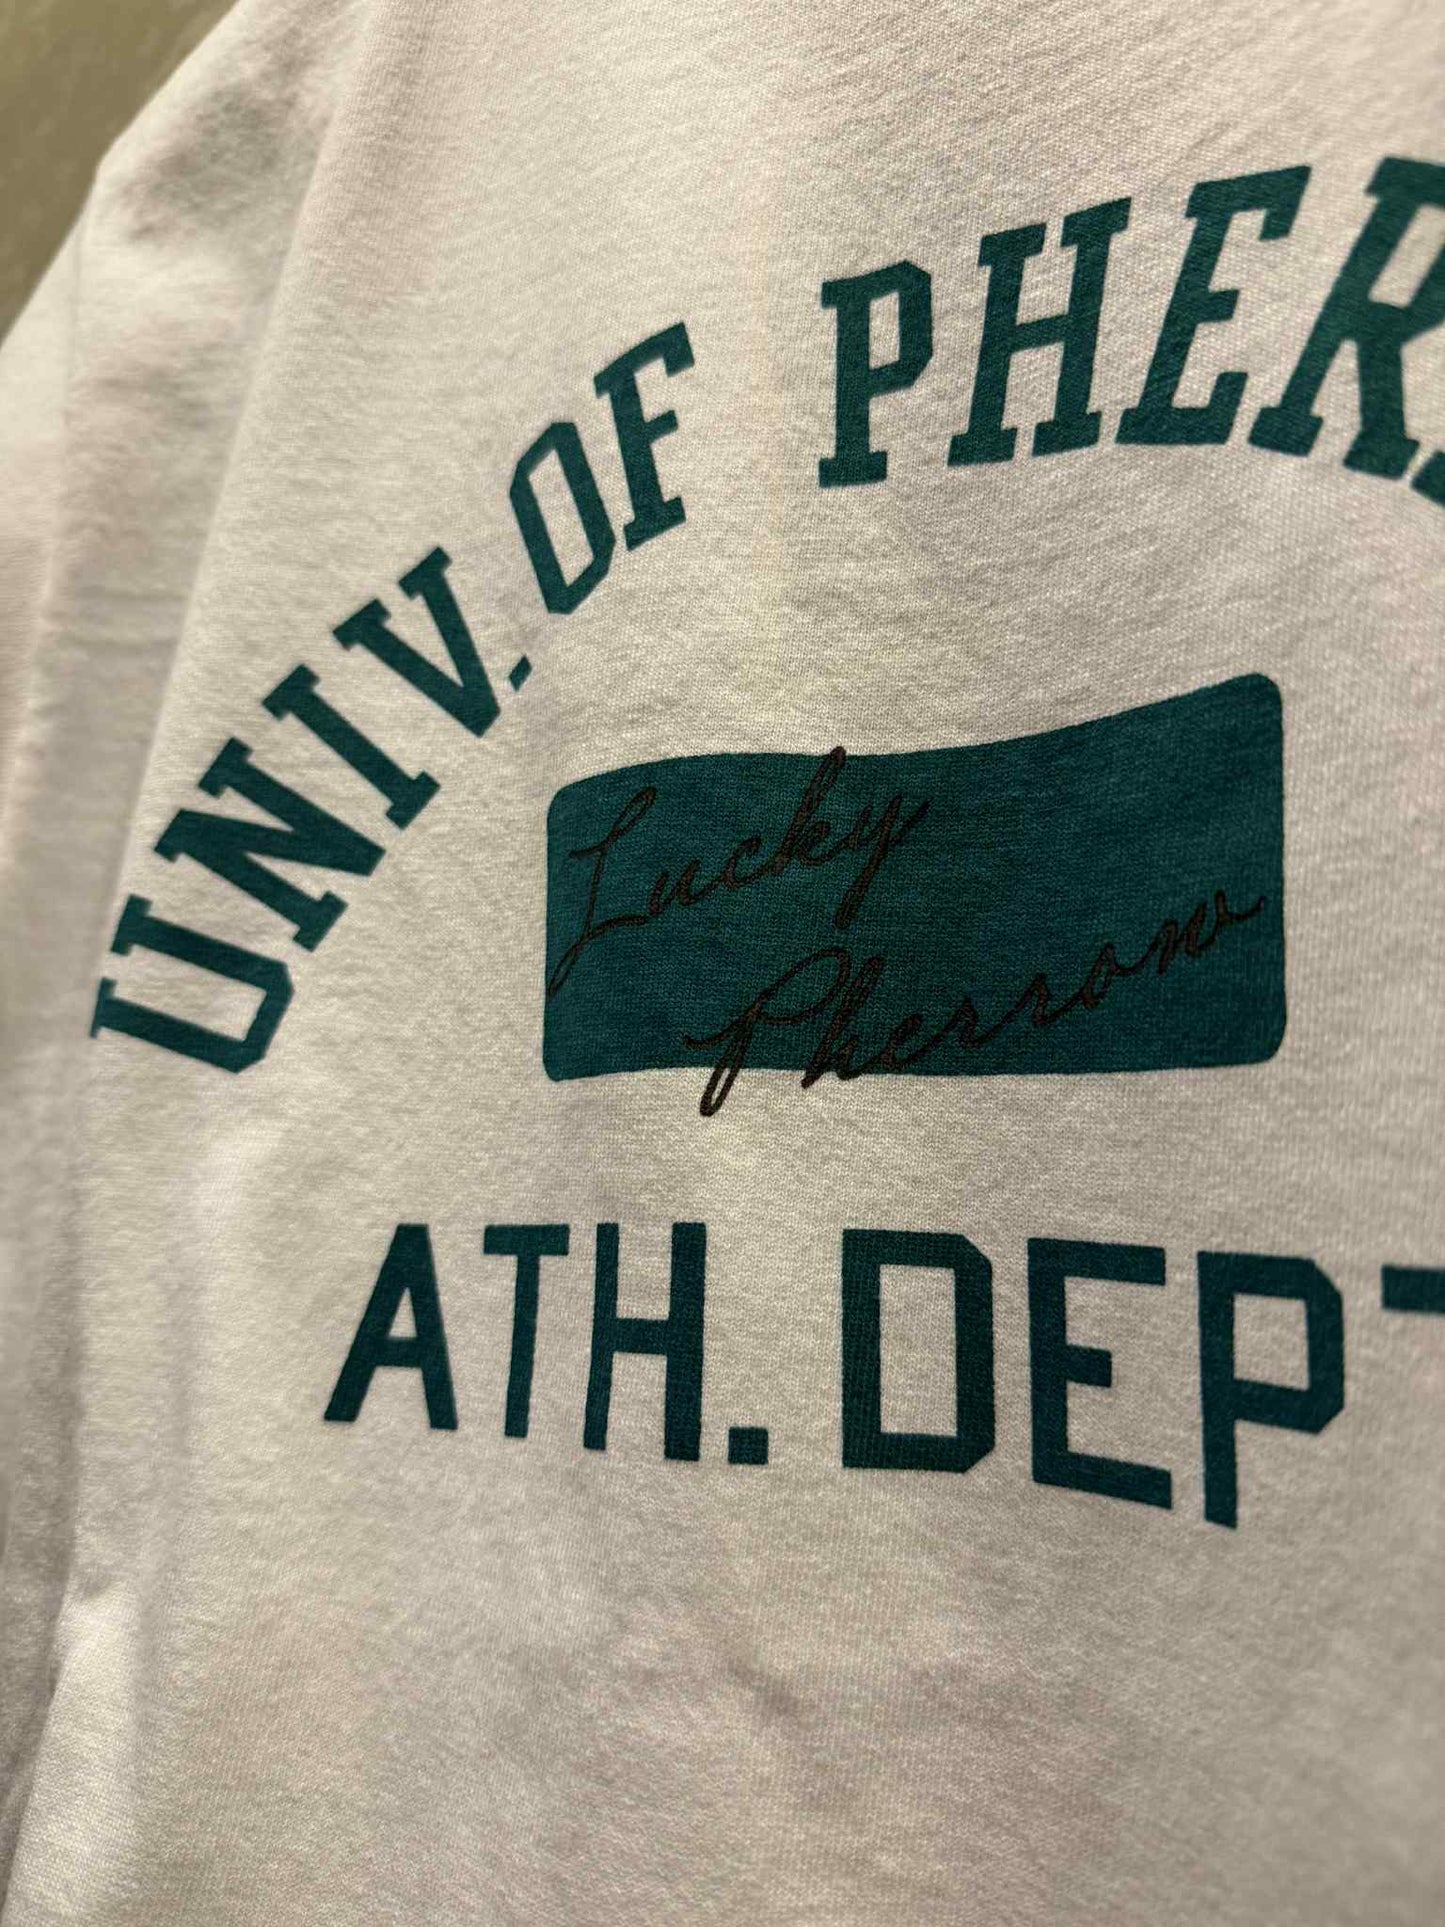 UNIV. OF PHER
Lucky
Pherrow
ATH. DEPT